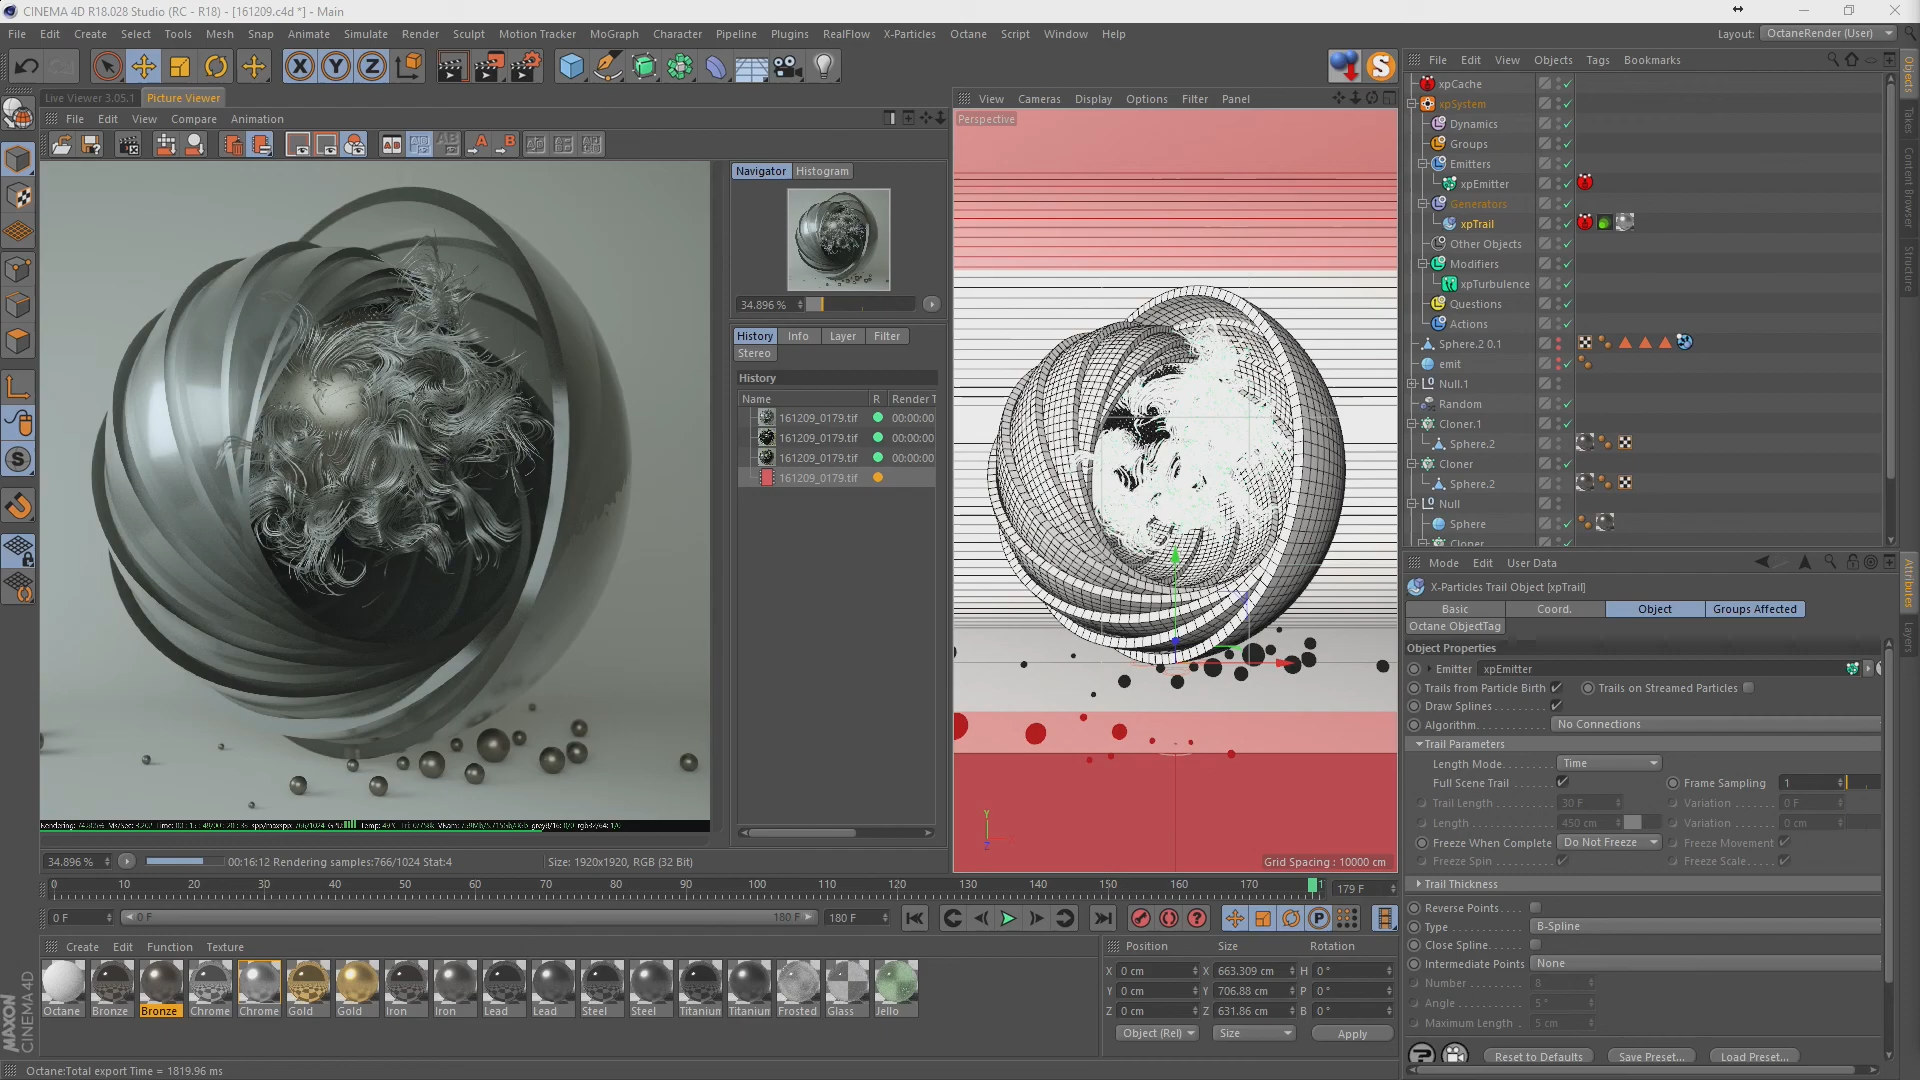 CINEMA 4D R18.028 Studio (RC - R18) - [161209.c4d *] - Main
File Edit Create Select Tools Mesh Snap Animate Simulate Render Sculpt Motion Tracker MoGraph Character Pipeline Plugins RealFlow X-Particles Octane Script Window Help
Layout: OctaneRender (User)
Live Viewer 3.05.1 Picture Viewer
File Edit View Compare Animation
Navigator Histogram
34.896 %
History Info Layer Filter
Stereo
History
Name R Render T
161209_0179.tif 00:00:00
161209_0179.tif 00:00:00
161209_0179.tif 00:00:00
161209_0179.tif
34.896 % 00:16:12 Rendering samples:766/1024 Stat:4 Size: 1920x1920, RGB (32 Bit)
View Cameras Display Options Filter Panel
Perspective
Y
Z
Grid Spacing : 10000 cm
File Edit View Objects Tags Bookmarks
xpCache
xpSystem
Dynamics
Groups
Emitters
xpEmitter
Generators
xpTrail
Other Objects
Modifiers
xpTurbulence
Questions
Actions
Sphere.2 0.1
emit
Null.1
Random
Cloner.1
Sphere.2
Cloner
Sphere.2
Null
Sphere
Cloner
Objects
Takes
Content Browser
Structure
Mode Edit User Data
X-Particles Trail Object [xpTrail]
Basic Coord. Object Groups Affected
Octane ObjectTag
Object Properties
Emitter xpEmitter
Trails from Particle Birth Trails on Streamed Particles
Draw Splines
Algorithm No Connections
Trail Parameters
Length Mode Time
Full Scene Trail Frame Sampling 1
Trail Length 30 F Variation 0 F
Length 450 cm Variation 0 cm
Freeze When Complete Do Not Freeze Freeze Movement
Freeze Spin Freeze Scale
Trail Thickness
Reverse Points
Type B-Spline
Close Spline
Intermediate Points None
Number 8
Angle 5 °
Maximum Length 5 cm
Reset to Defaults Save Preset... Load Preset...
Attributes
Layers
0 10 20 30 40 50 60 70 80 90 100 110 120 130 140 150 160 170 1 179 F
0 F 0 F 180 F 180 F
Create Edit Function Texture
Octane Bronze Bronze Chrome Chrome Gold Gold Iron Iron Lead Lead Steel Steel Titanium Titanium Frosted Glass Jello
Position Size Rotation
X 0 cm X 663.309 cm H 0 °
Y 0 cm Y 706.88 cm P 0 °
Z 0 cm Z 631.86 cm B 0 °
Object (Rel) Size Apply
MAXON CINEMA 4D
Octane:Total export Time = 1819.96 ms